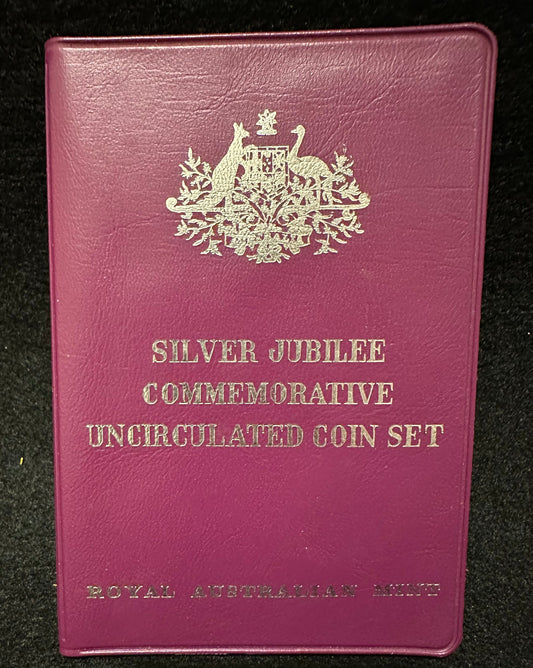 SILVER JUBILEE
COMMEMORATIVE
UNCIRCULATED COIN SET
ROYAL AUSTRALIAN MINT